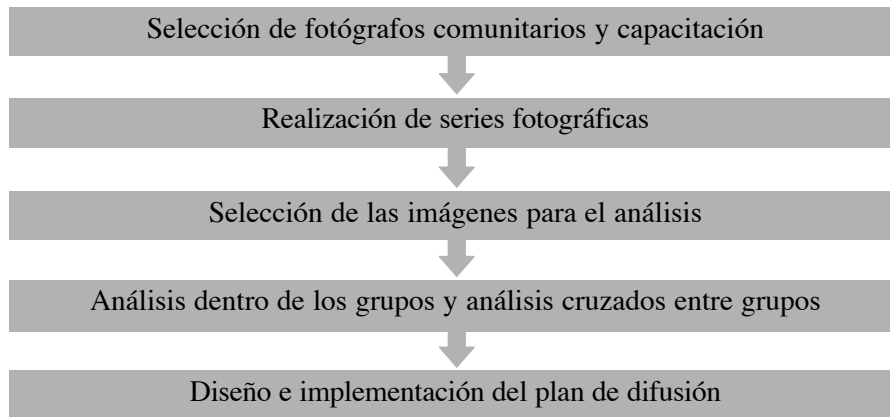 Selección de fotógrafos comunitarios y capacitación
Realización de series fotográficas
Selección de las imágenes para el análisis
Análisis dentro de los grupos y análisis cruzados entre grupos
Diseño e implementación del plan de difusión